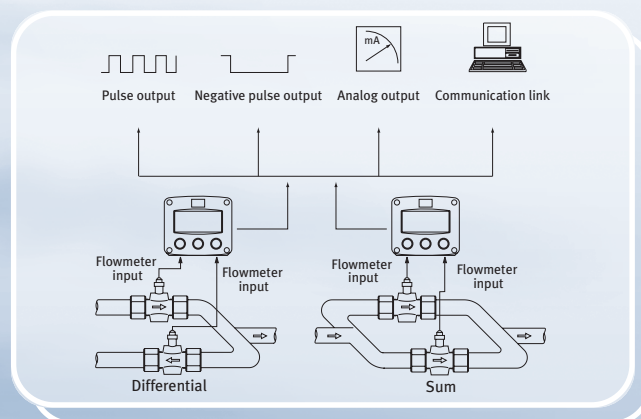 mA
Pulse output
Negative pulse output
Analog output
Communication link
Flowmeter
input
Flowmeter
input
Flowmeter
input
Flowmeter
input
Differential
Sum